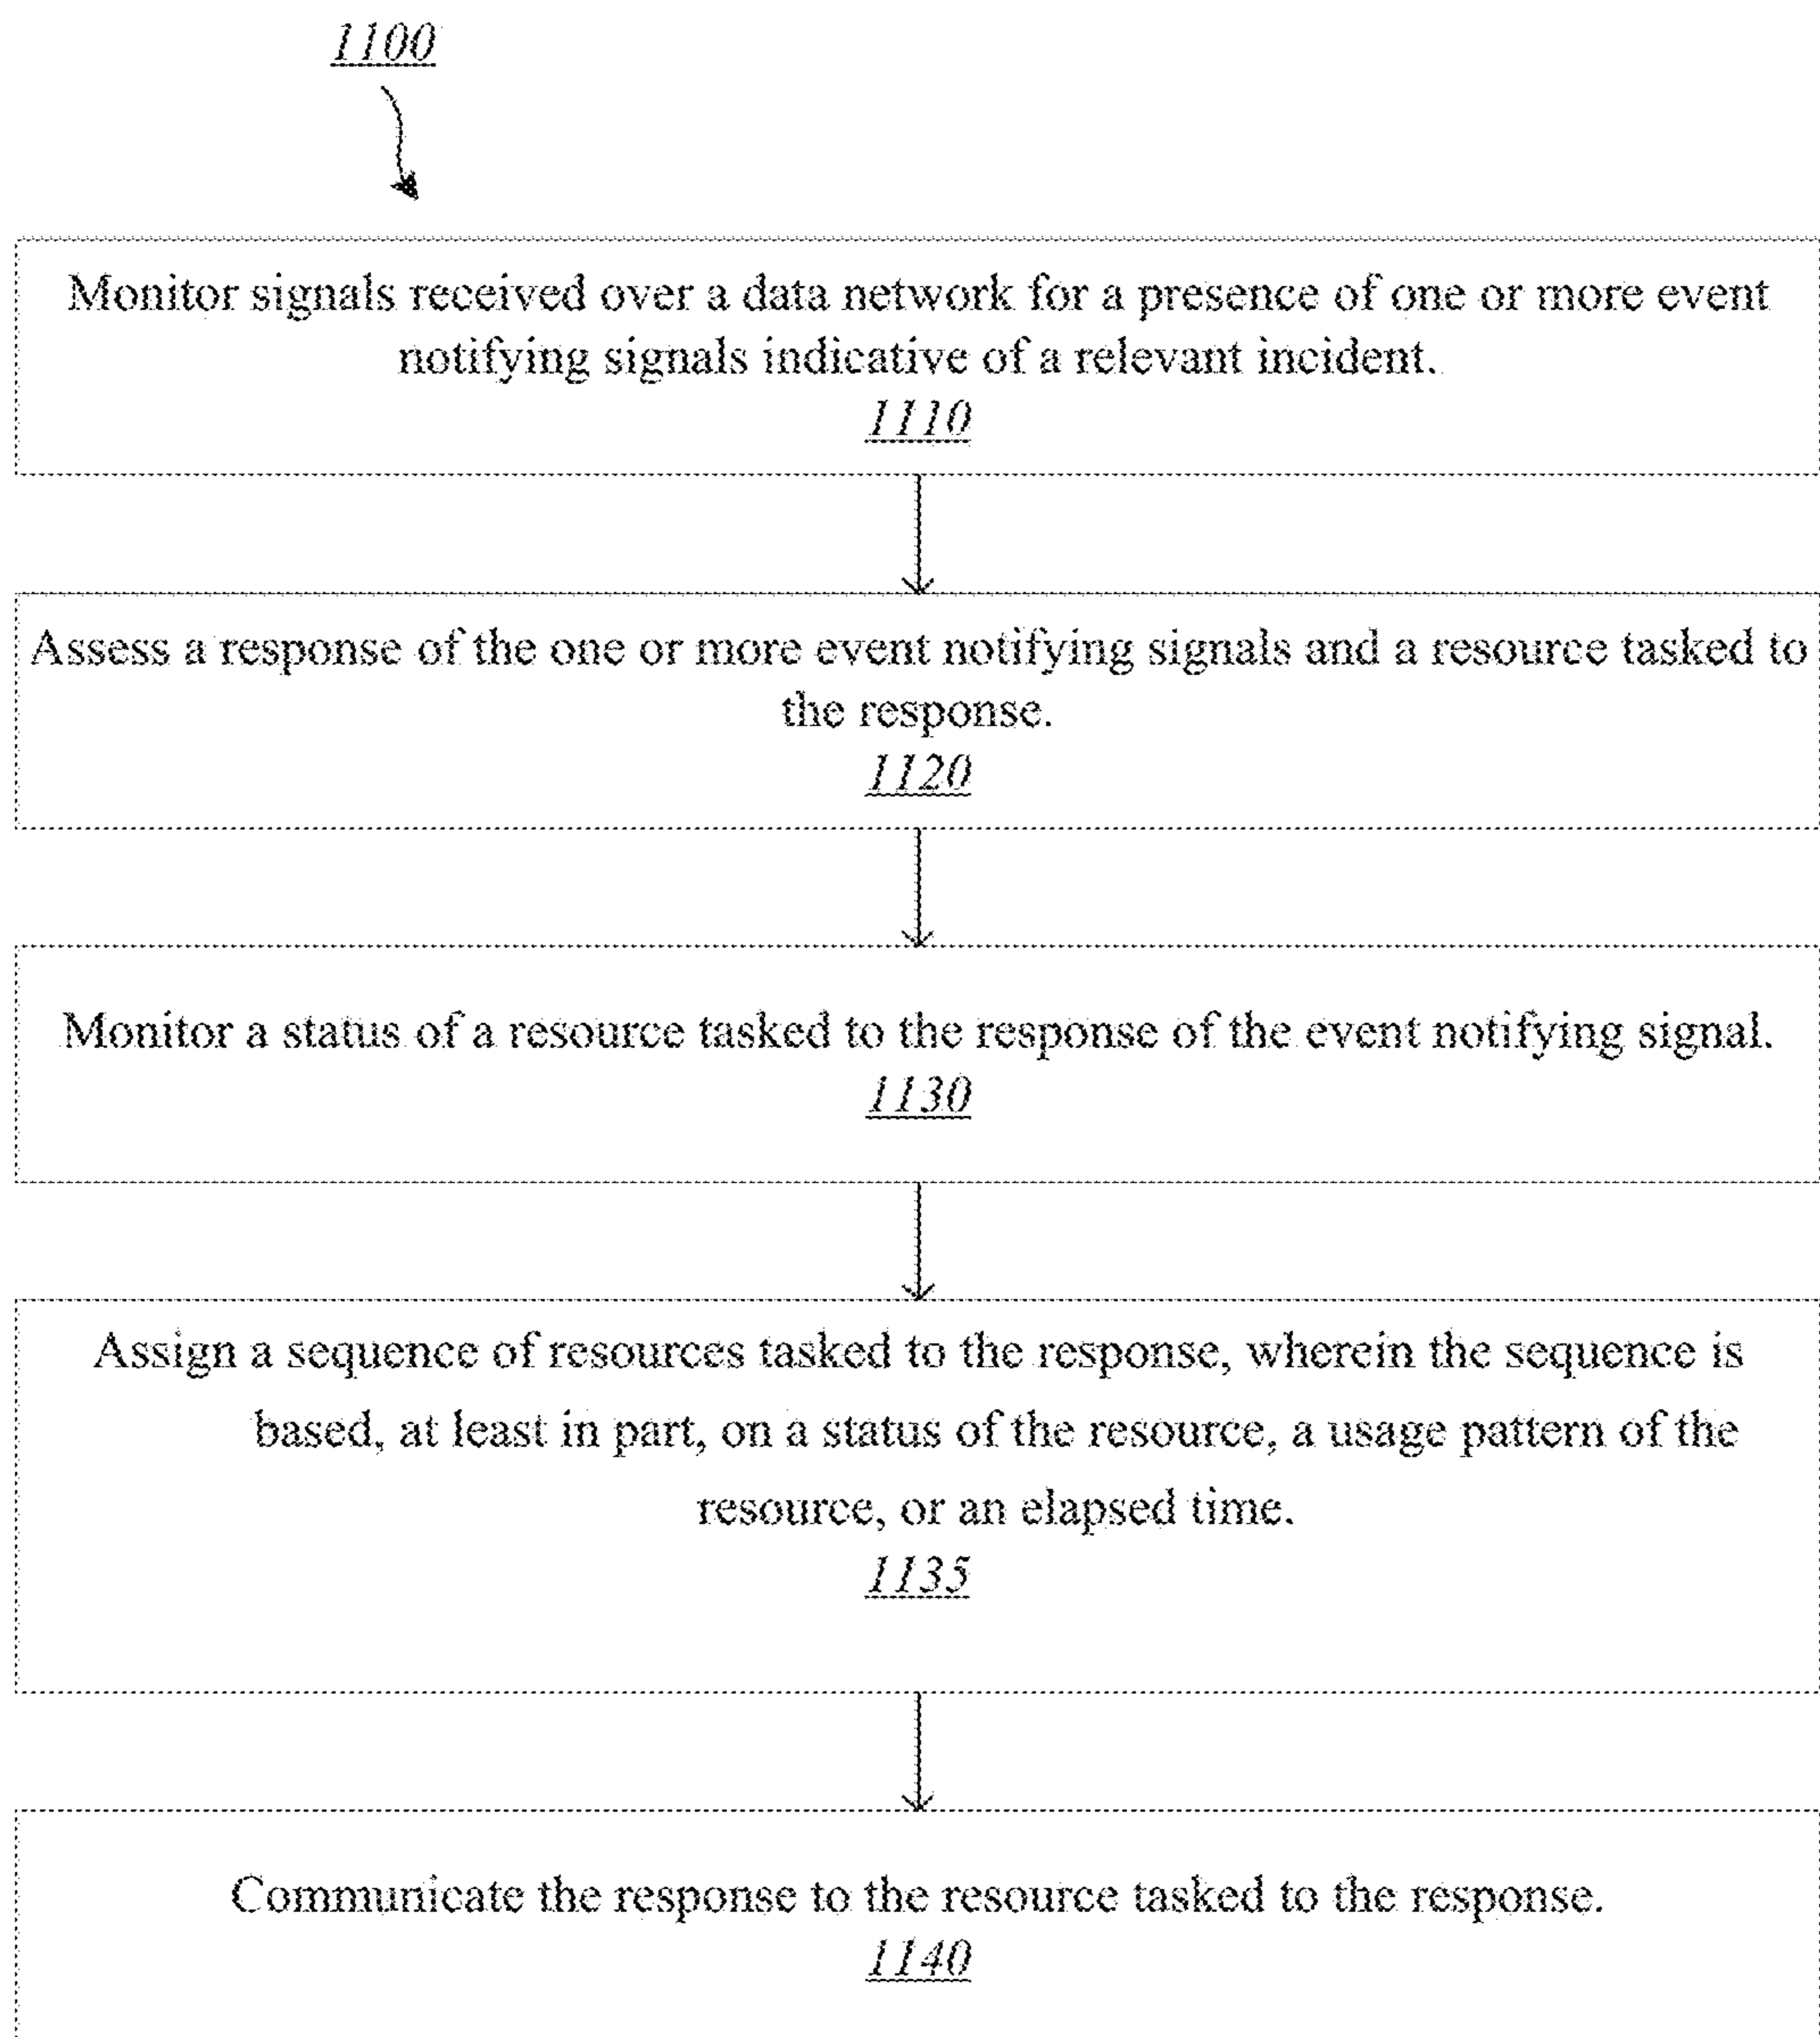 1100
Monitor signals received over a data network for a presence of one or more event
notifying signals indicative of a relevant incident.
1110
Assess a response of the one or more event notifying signals and a resource tasked to
the response.
1120
Monitor a status of a resource tasked to the response of the event notifying signal.
1130
Assign a sequence of resources tasked to the response, wherein the sequence is
based, at least in part, on a status of the resource, a usage pattern of the
resource, or an elapsed time.
1135
Communicate the response to the resource tasked to the response.
1140